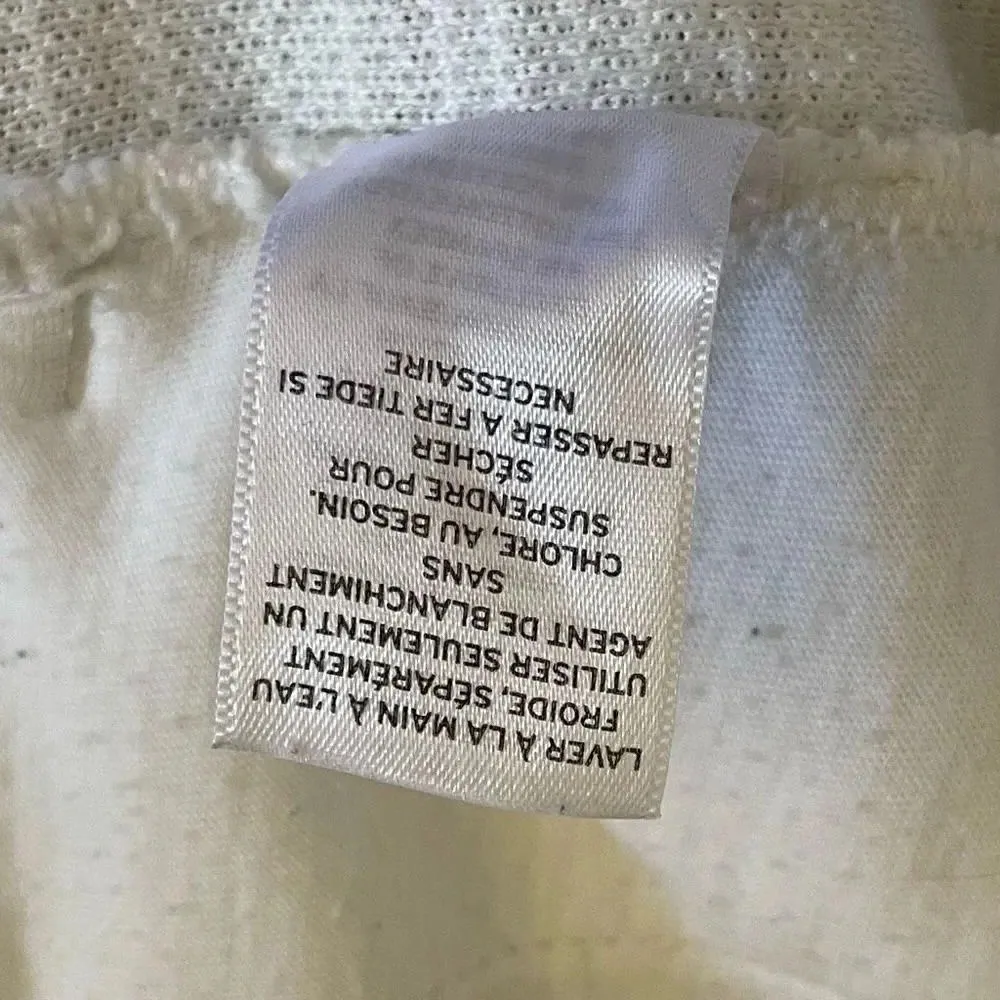 LAVER À LA MAIN À L'EAU
FROIDE, SÉPARÉMENT
UTILISER SEULEMENT UN
AGENT DE BLANCHIMENT
SANS
CHLORE, AU BESOIN.
SUSPENDRE POUR
SÉCHER
REPASSER A FER TIEDE SI
NECESSAIRE